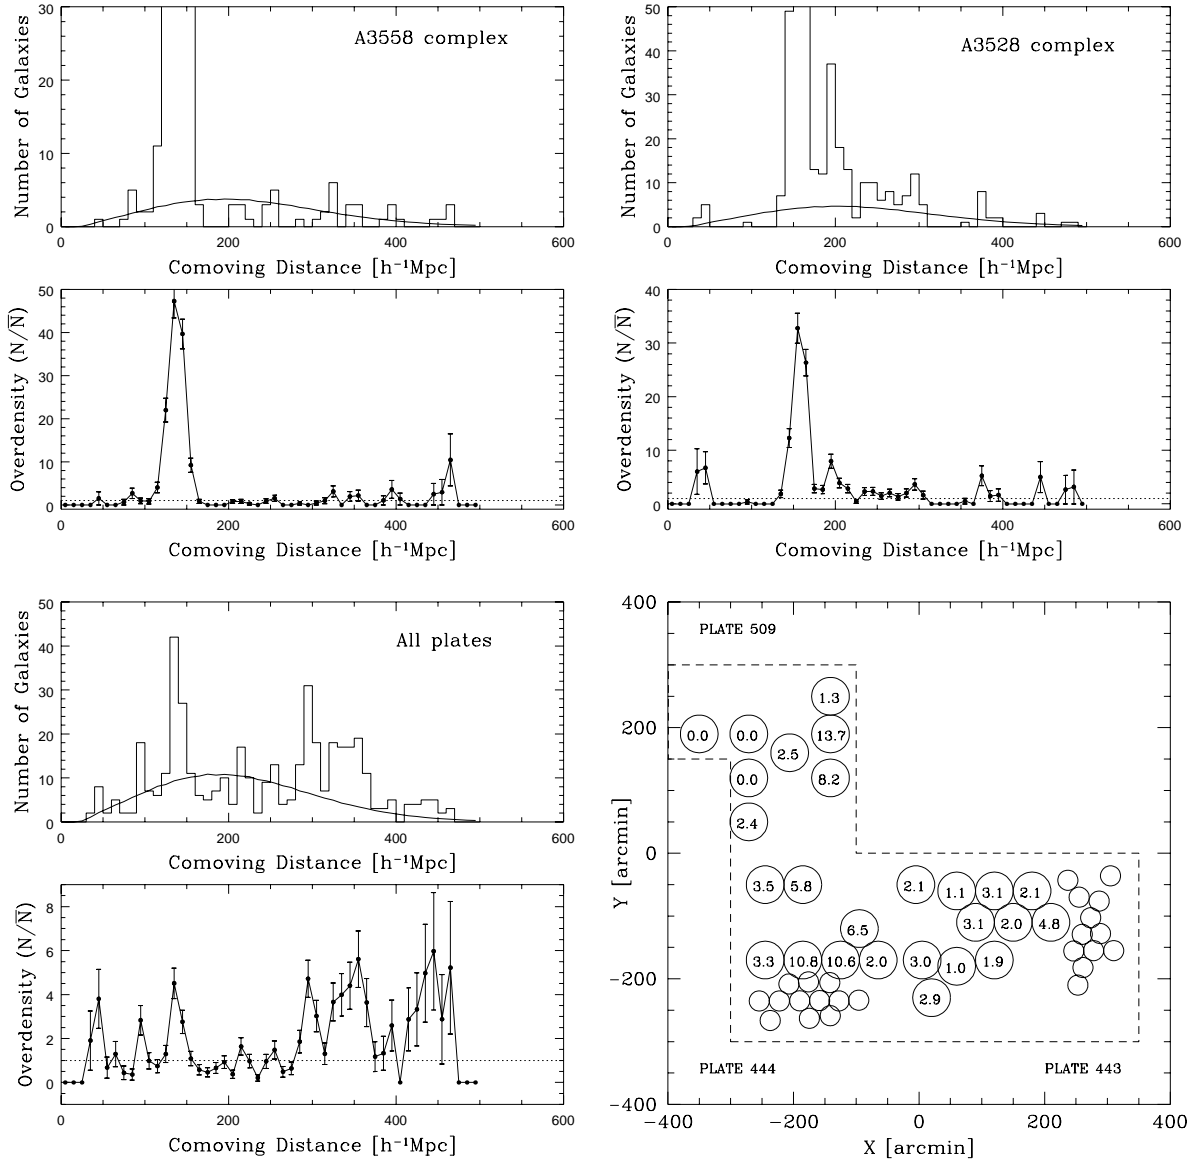 A3558 complex
Number of Galaxies
30
20
10
0
0 200 400 600
Comoving Distance [h⁻¹Mpc]
A3528 complex
Number of Galaxies
50
40
30
20
10
0
0 200 400 600
Comoving Distance [h⁻¹Mpc]
Overdensity (N/N̅)
50
40
30
20
10
0
0 200 400 600
Comoving Distance [h⁻¹Mpc]
Overdensity (N/N̅)
40
30
20
10
0
0 200 400 600
Comoving Distance [h⁻¹Mpc]
All plates
Number of Galaxies
50
40
30
20
10
0
0 200 400 600
Comoving Distance [h⁻¹Mpc]
Overdensity (N/N̅)
8
6
4
2
0
0 200 400 600
Comoving Distance [h⁻¹Mpc]
Y [arcmin]
400
200
0
−200
−400
PLATE 509
1.3
0.0 0.0 13.7
2.5
0.0 8.2
2.4
3.5 5.8 2.1 1.1 3.1 2.1
6.5 3.1 2.0 4.8
3.3 10.8 10.6 2.0 3.0 1.0 1.9
2.9
PLATE 444 PLATE 443
−400 −200 0 200 400
X [arcmin]